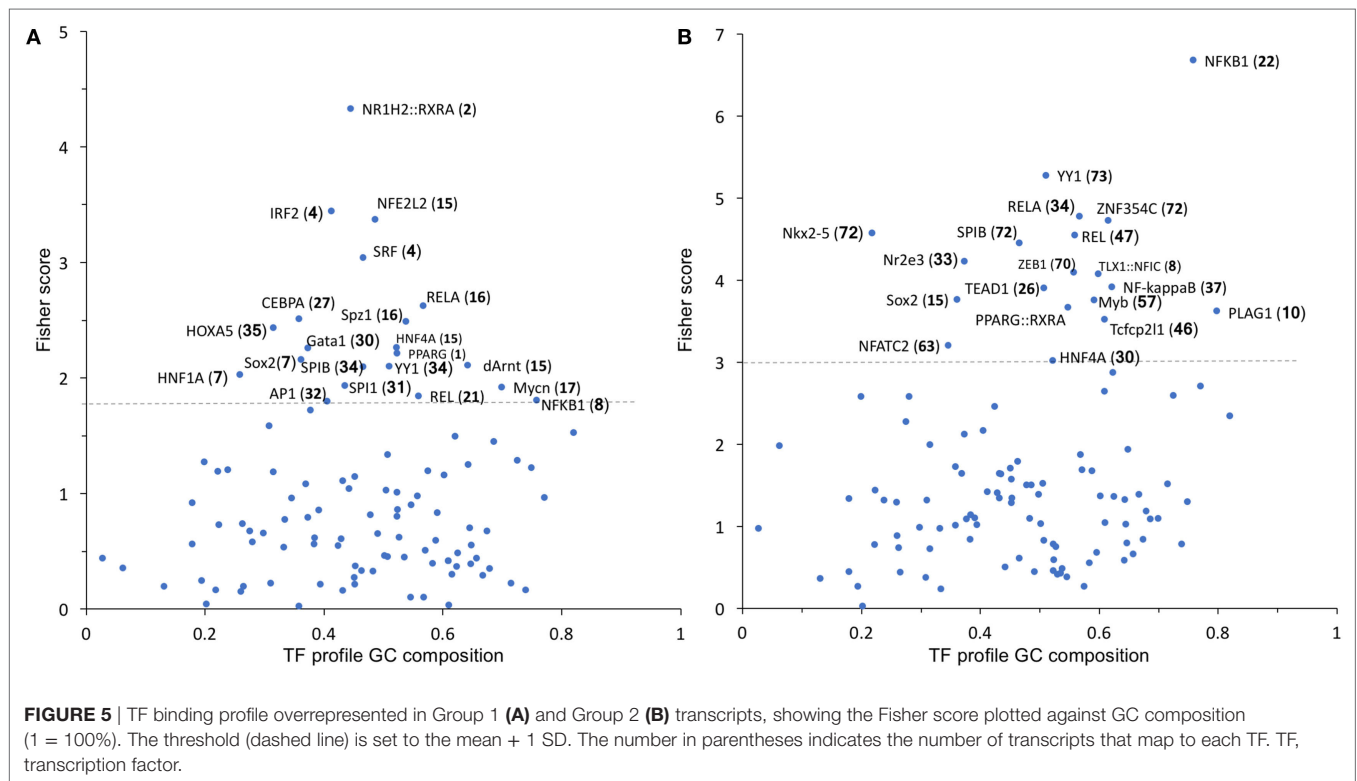 A
5
4
3
2
1
0
Fisher score
NR1H2::RXRA (2)
IRF2 (4)
NFE2L2 (15)
SRF (4)
CEBPA (27)
RELA (16)
HOXA5 (35)
Spz1 (16)
Gata1 (30)
HNF4A (15)
PPARG (1)
Sox2(7)
SPIB (34)
YY1 (34)
dArnt (15)
HNF1A (7)
SPI1 (31)
Mycn (17)
AP1 (32)
REL (21)
NFKB1 (8)
0 0.2 0.4 0.6 0.8 1
TF profile GC composition
B
7
6
5
4
3
2
1
0
Fisher score
NFKB1 (22)
YY1 (73)
RELA (34)
ZNF354C (72)
Nkx2-5 (72)
SPIB (72)
REL (47)
Nr2e3 (33)
ZEB1 (70)
TLX1::NFIC (8)
TEAD1 (26)
NF-kappaB (37)
Sox2 (15)
Myb (57)
PPARG::RXRA
PLAG1 (10)
Tcfcp2l1 (46)
NFATC2 (63)
HNF4A (30)
0 0.2 0.4 0.6 0.8 1
TF profile GC composition
FIGURE 5 | TF binding profile overrepresented in Group 1 (A) and Group 2 (B) transcripts, showing the Fisher score plotted against GC composition
(1 = 100%). The threshold (dashed line) is set to the mean + 1 SD. The number in parentheses indicates the number of transcripts that map to each TF. TF,
transcription factor.